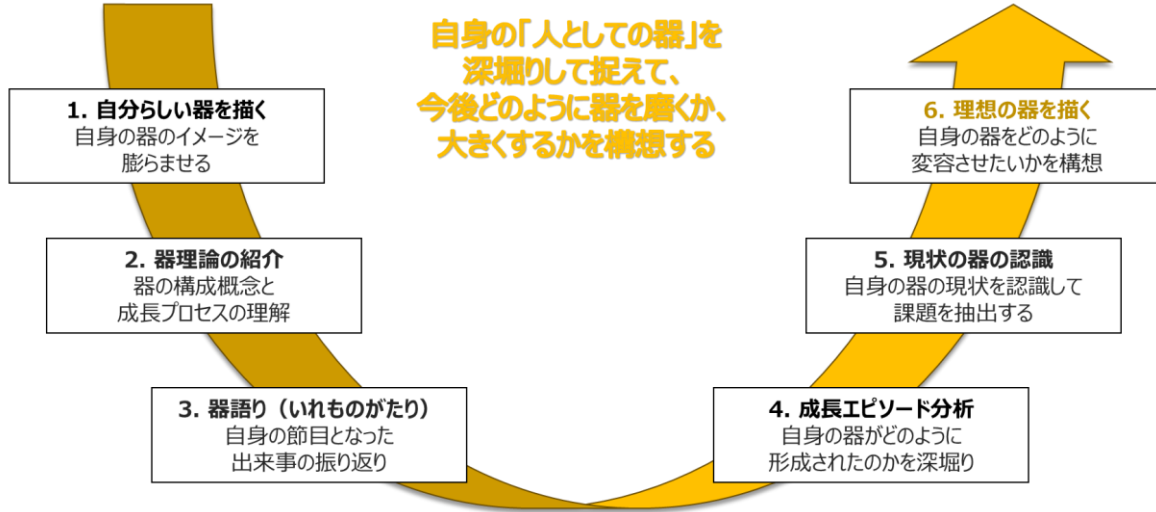 自身の「人としての器」を
深堀りして捉えて、
今後どのように器を磨くか、
大きくするかを構想する
1. 自分らしい器を描く
自身の器のイメージを
膨らませる
2. 器理論の紹介
器の構成概念と
成長プロセスの理解
3. 器語り（いれものがたり）
自身の節目となった
出来事の振り返り
4. 成長エピソード分析
自身の器がどのように
形成されたのかを深堀り
5. 現状の器の認識
自身の器の現状を認識して
課題を抽出する
6. 理想の器を描く
自身の器をどのように
変容させたいかを構想